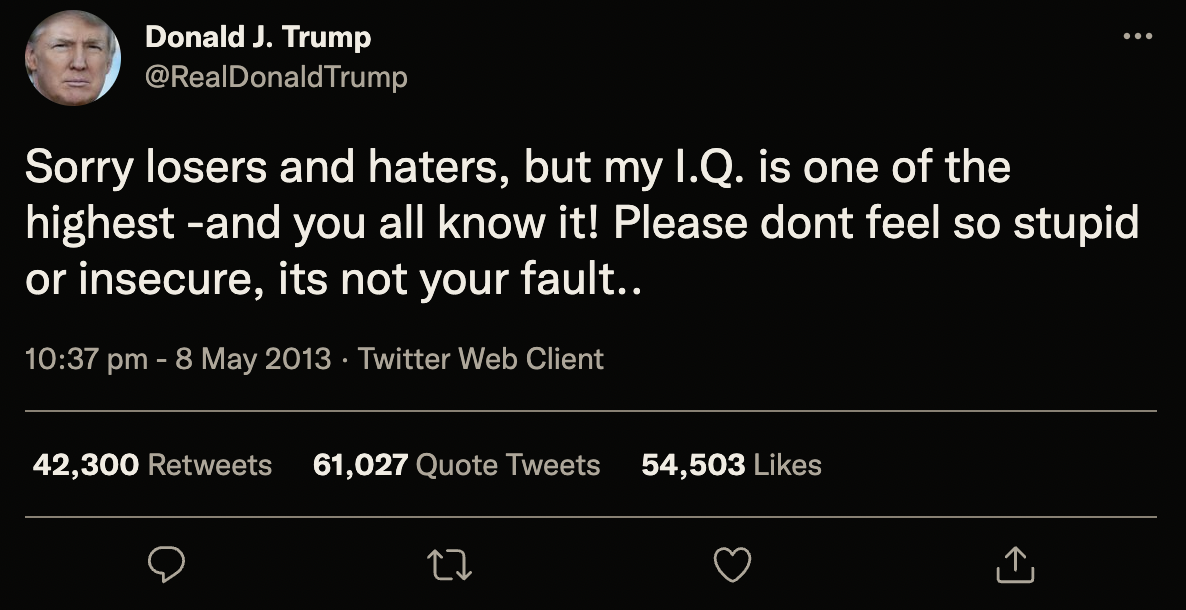 Donald J. Trump
@RealDonaldTrump
Sorry losers and haters, but my I.Q. is one of the
highest -and you all know it! Please dont feel so stupid
or insecure, its not your fault..
10:37 pm - 8 May 2013 · Twitter Web Client
42,300 Retweets 61,027 Quote Tweets 54,503 Likes